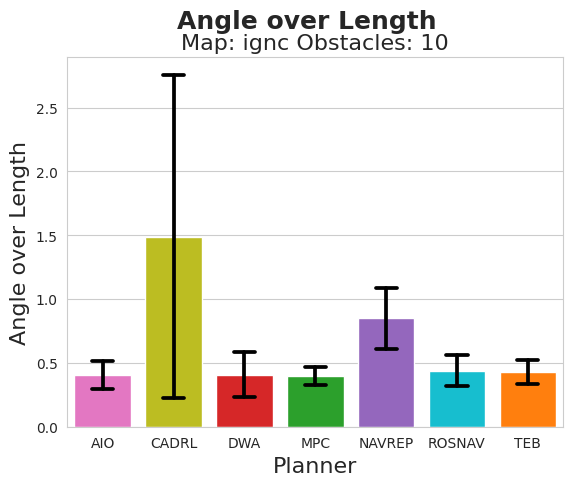 Angle over Length
Map: ignc Obstacles: 10
Angle over Length
2.5
2.0
1.5
1.0
0.5
0.0
AIO CADRL DWA MPC NAVREP ROSNAV TEB
Planner